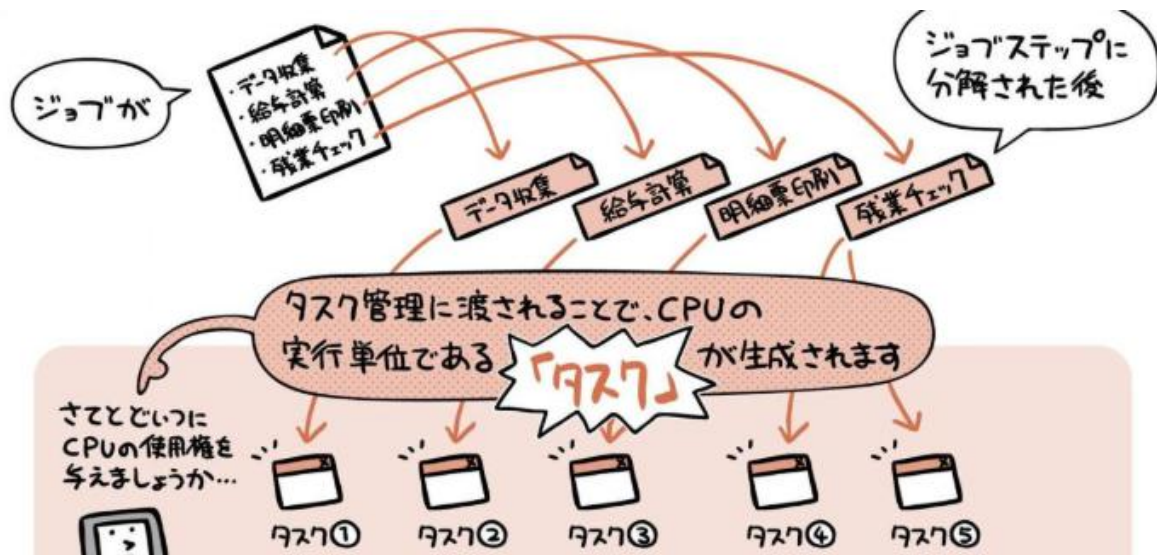 ジョブが
・データ収集
・給与計算
・明細票印刷
・残業チェック
ジョブステップに
分解された後
データ収集
給与計算
明細票印刷
残業チェック
タスク管理に渡されることで、CPUの
実行単位である「タスク」が生成されます
さてとどいつに
CPUの使用権を
与えましょうか…
タスク①
タスク②
タスク③
タスク④
タスク⑤